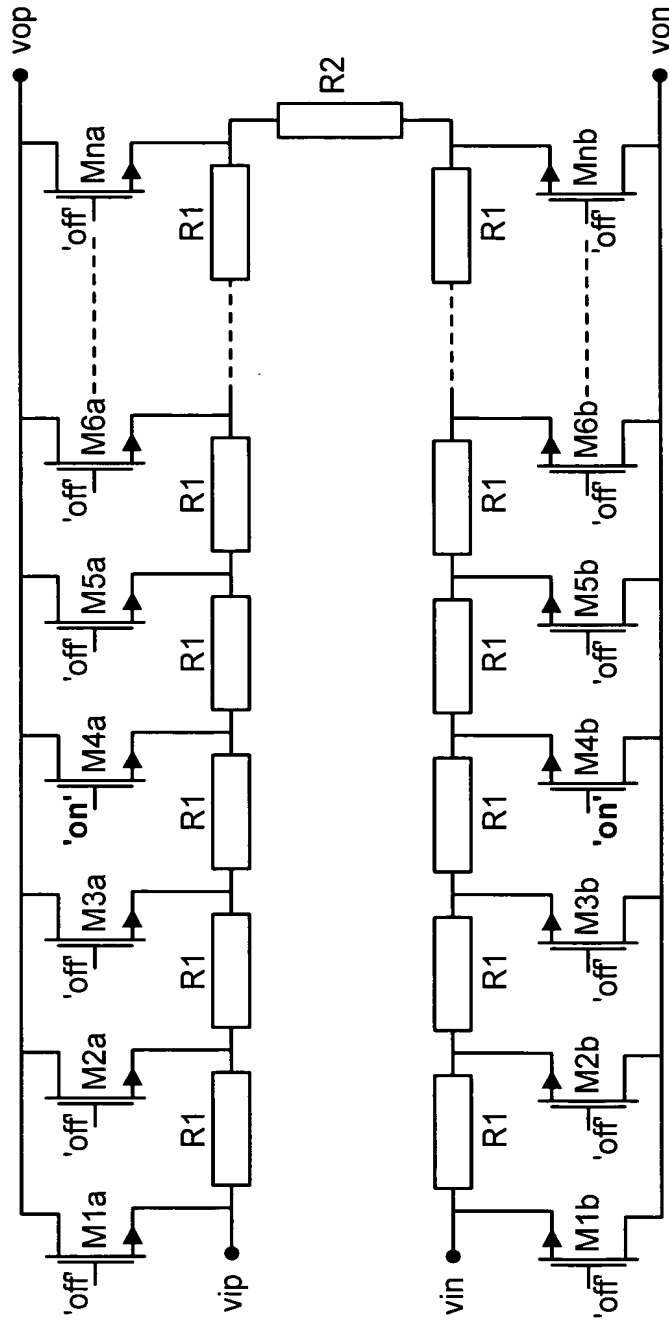 vop
'off'
M1a
'off'
M2a
'off'
M3a
'on'
M4a
'off'
M5a
'off'
M6a
'off'
Mna
vip
R1
R1
R1
R1
R1
R1
R2
vin
R1
R1
R1
R1
R1
R1
'off'
M1b
'off'
M2b
'off'
M3b
'on'
M4b
'off'
M5b
'off'
M6b
'off'
Mnb
von